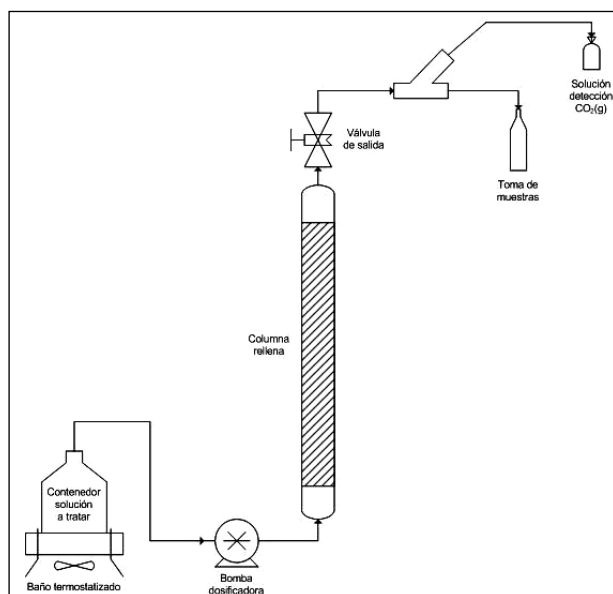 Solución
detección
CO₂(g)
Válvula
de salida
Toma de
muestras
Columna
rellena
Contenedor
solución
a tratar
Baño termostatizado
Bomba
dosificadora